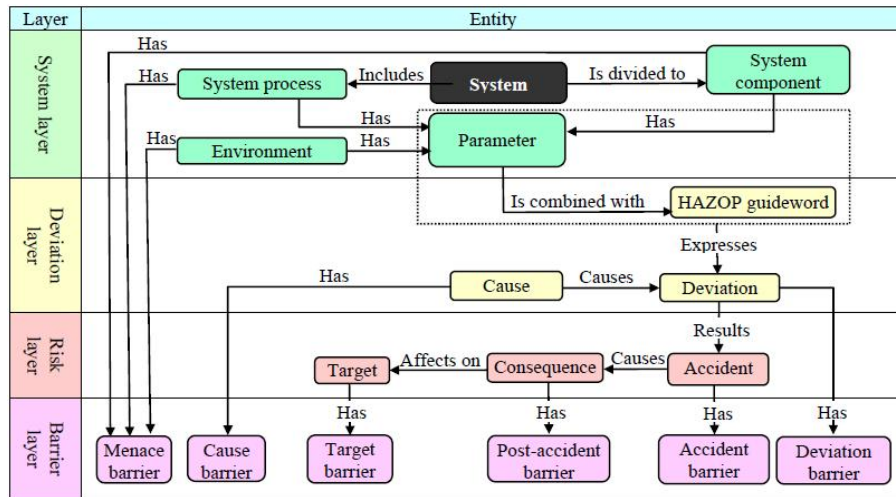 Layer
Entity
Has
System
component
Has
System process
Includes
System
Is divided to
Has
Has
Has
Environment
Has
Parameter
System layer
Is combined with
HAZOP guideword
Expresses
Deviation
layer
Has
Cause
Causes
Deviation
Results
Risk
layer
Target
Affects on
Consequence
Causes
Accident
Has
Has
Has
Has
Barrier
layer
Menace
barrier
Cause
barrier
Target
barrier
Post-accident
barrier
Accident
barrier
Deviation
barrier